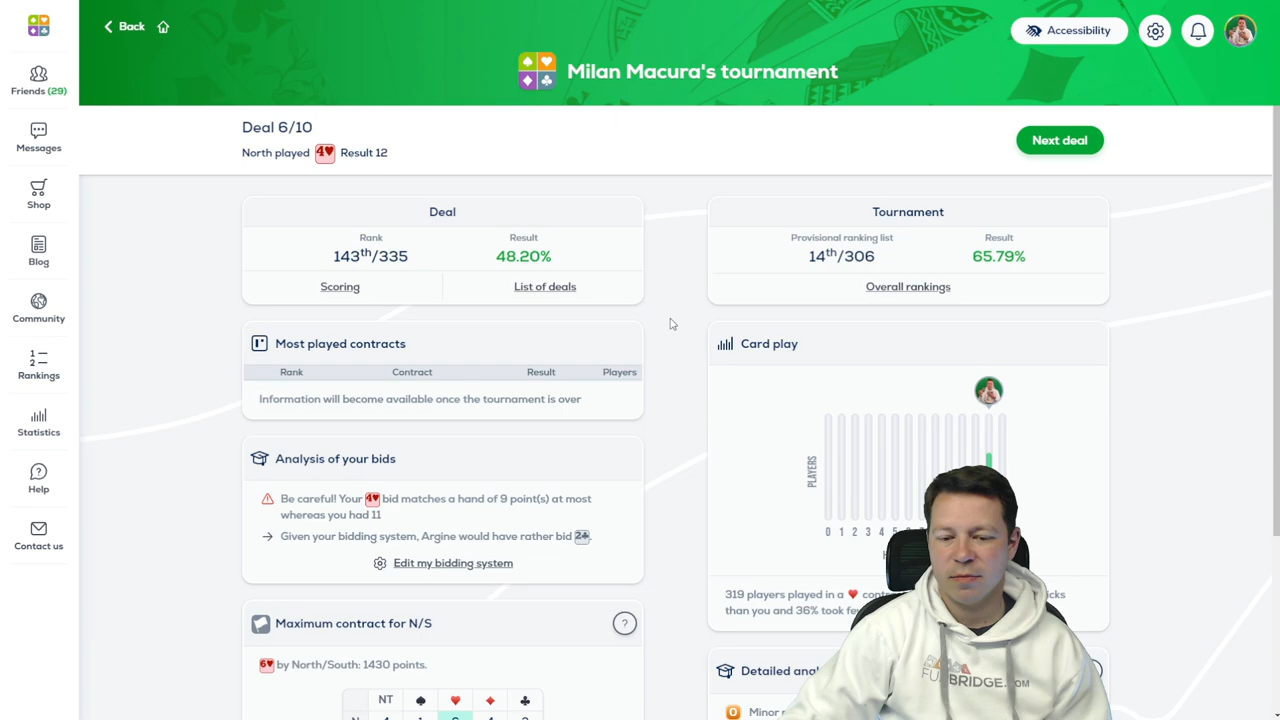 Back
Accessibility
Milan Macura's tournament
Friends (29)
Messages
Shop
Blog
Community
Rankings
Statistics
Help
Contact us
Deal 6/10
North played 4♥ Result 12
Next deal
Deal
Rank
Result
143th/335
48.20%
Scoring
List of deals
Tournament
Provisional ranking list
Result
14th/306
65.79%
Overall rankings
Most played contracts
Rank Contract Result Players
Information will become available once the tournament is over
Analysis of your bids
Be careful! Your 4♥ bid matches a hand of 9 point(s) at most
whereas you had 11
Given your bidding system, Argine would have rather bid 2♣.
Edit my bidding system
Maximum contract for N/S
?
6♥ by North/South: 1430 points.
NT ♠ ♥ ♦ ♣
Card play
PLAYERS
0 1 2 3 4 5
319 players played in a ♥
than you and 36% took
Detailed
Minor
BRIDGE.COM